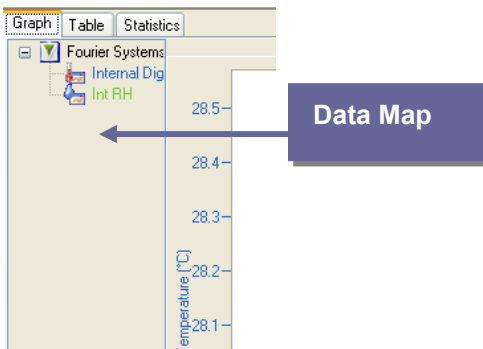 Graph Table Statistics
Fourier Systems
Internal Dig
Int RH
Data Map
28.5
28.4
28.3
28.2
28.1
emperature (°C)